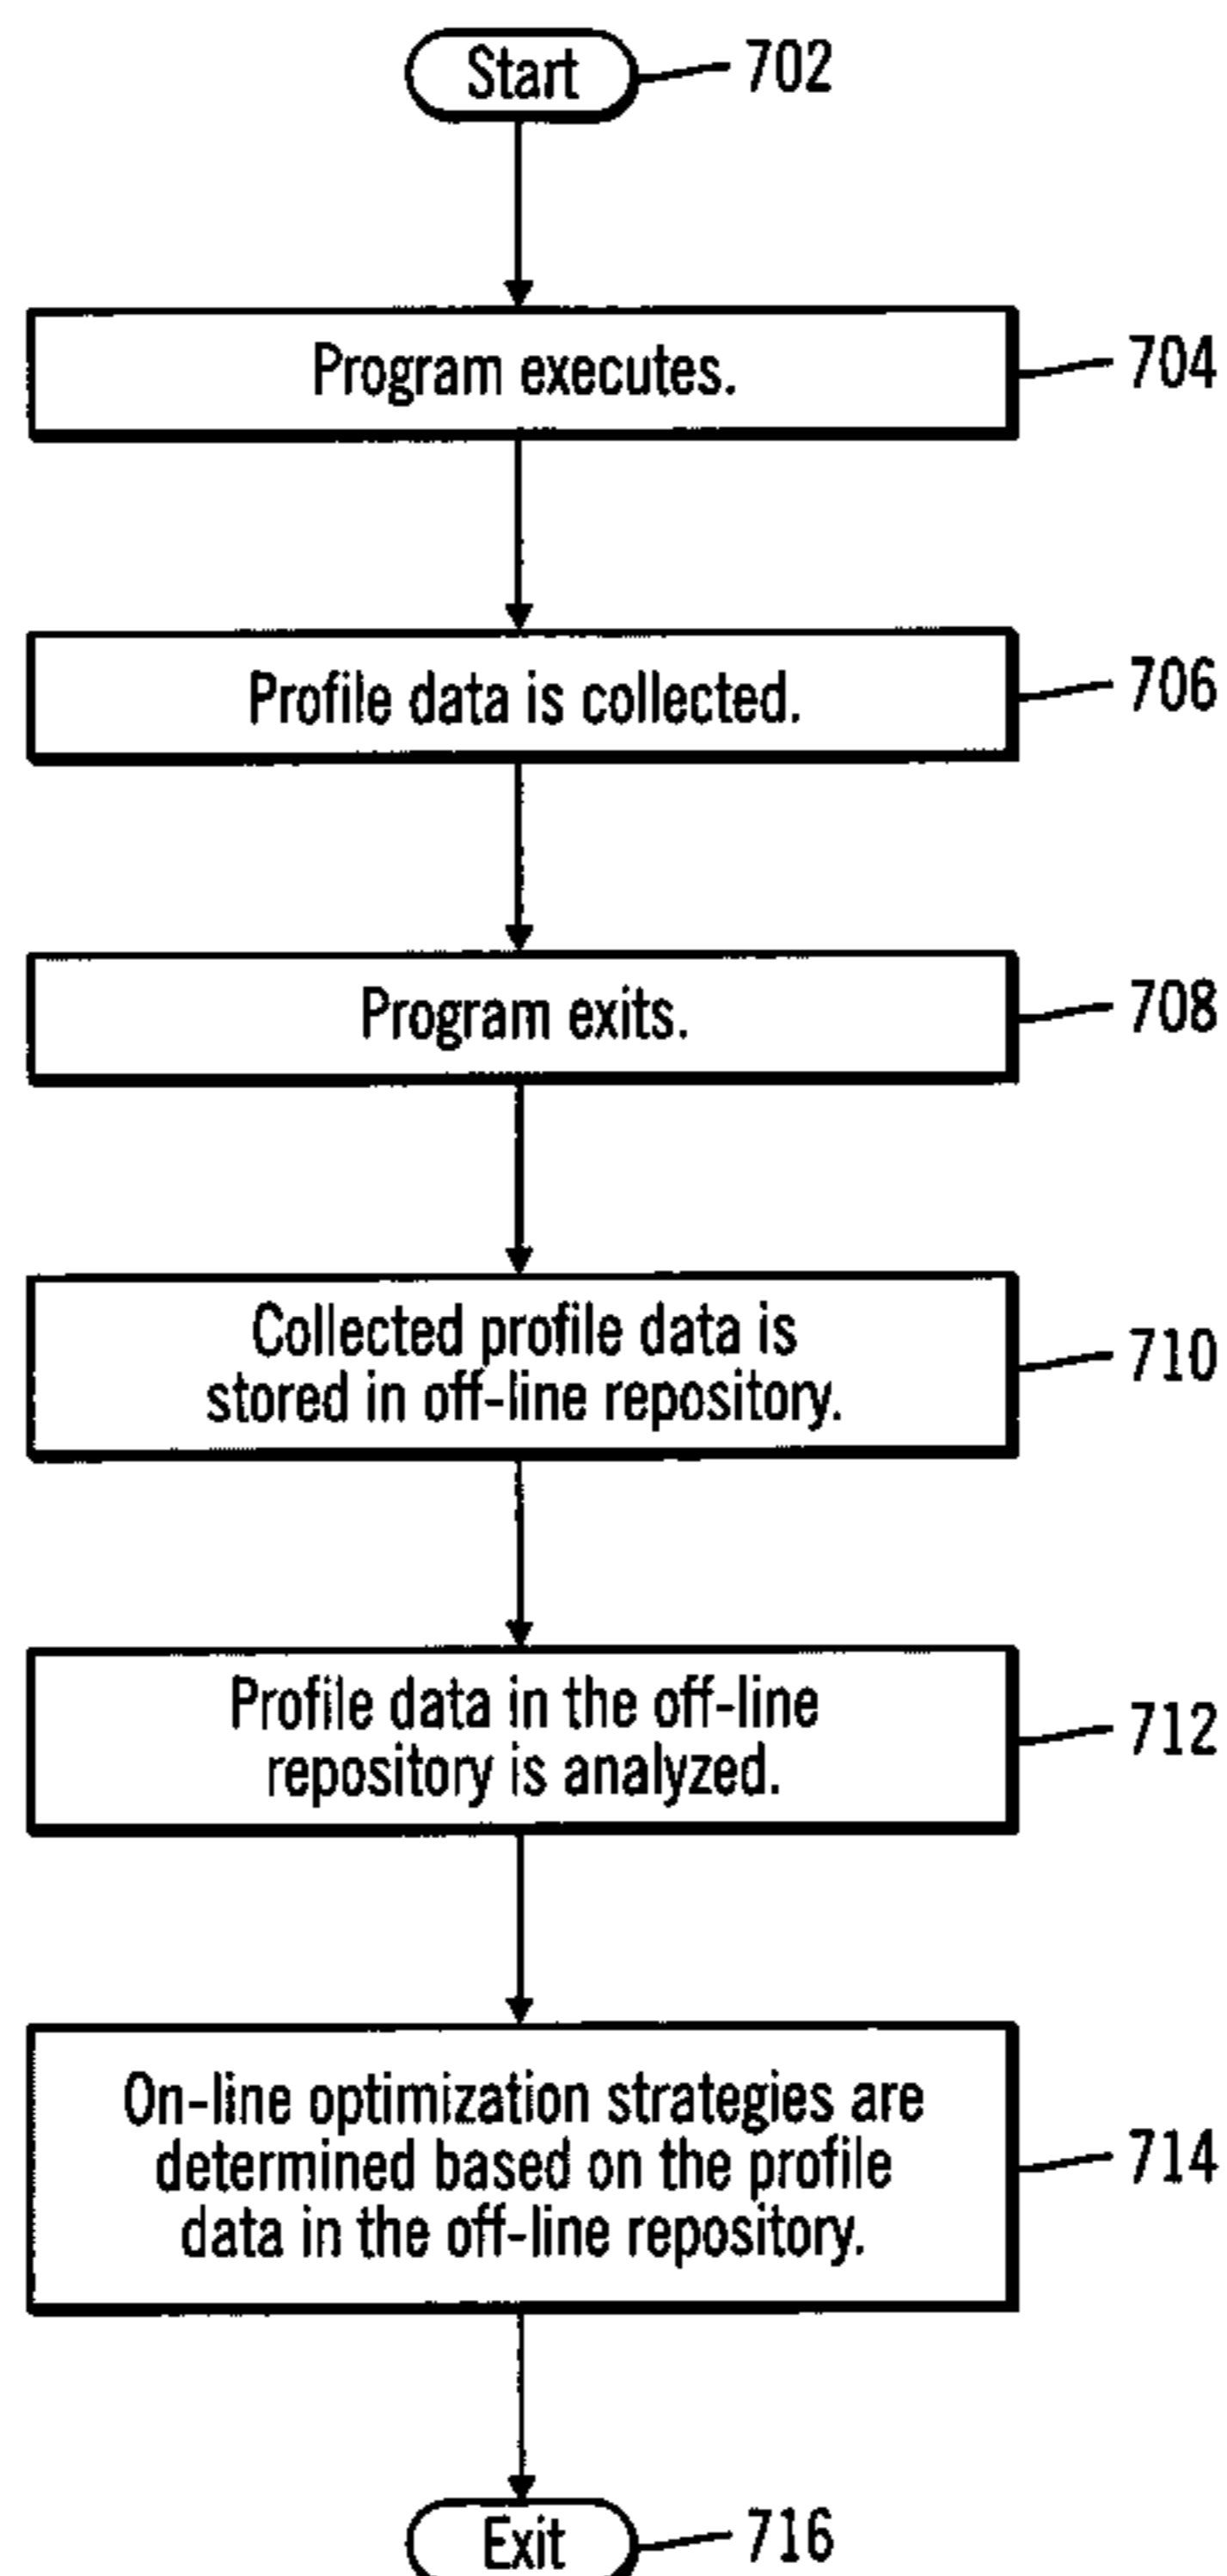 Start
702
Program executes.
704
Profile data is collected.
706
Program exits.
708
Collected profile data is
stored in off-line repository.
710
Profile data in the off-line
repository is analyzed.
712
On-line optimization strategies are
determined based on the profile
data in the off-line repository.
714
Exit
716